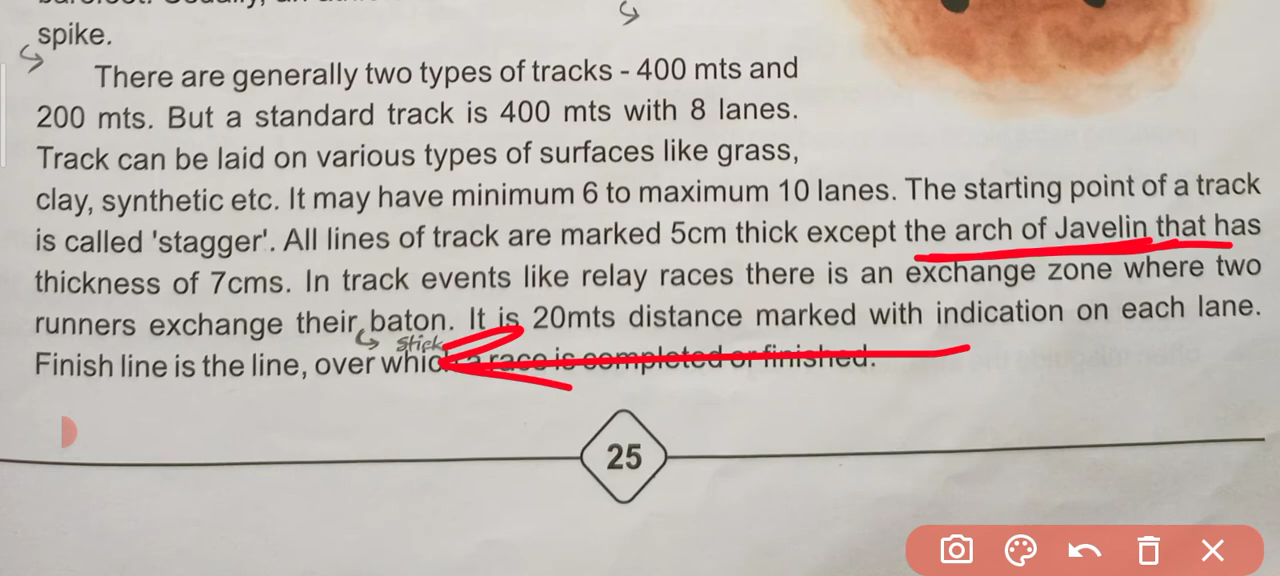 spike.
There are generally two types of tracks - 400 mts and
200 mts. But a standard track is 400 mts with 8 lanes.
Track can be laid on various types of surfaces like grass,
clay, synthetic etc. It may have minimum 6 to maximum 10 lanes. The starting point of a track
is called 'stagger'. All lines of track are marked 5cm thick except the arch of Javelin that has
thickness of 7cms. In track events like relay races there is an exchange zone where two
runners exchange their baton. It is 20mts distance marked with indication on each lane.
stick
Finish line is the line, over which a race is completed or finished.
25